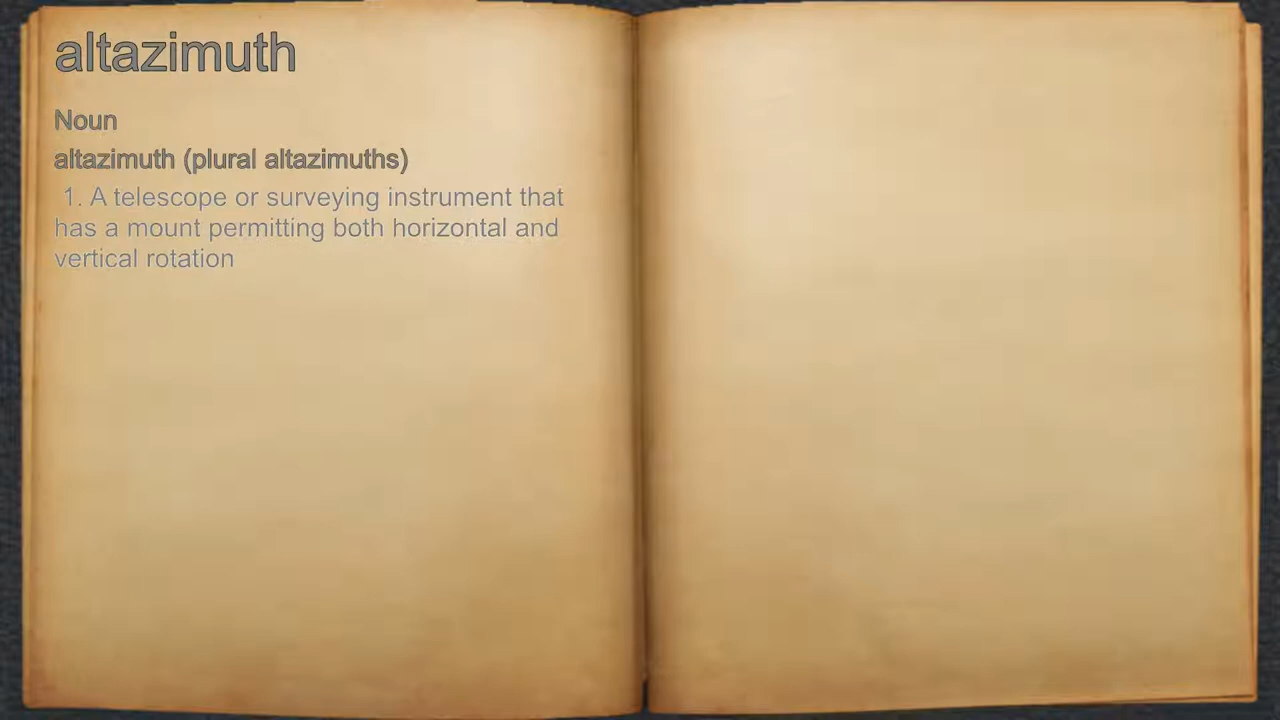 altazimuth
Noun
altazimuth (plural altazimuths)
1. A telescope or surveying instrument that
has a mount permitting both horizontal and
vertical rotation